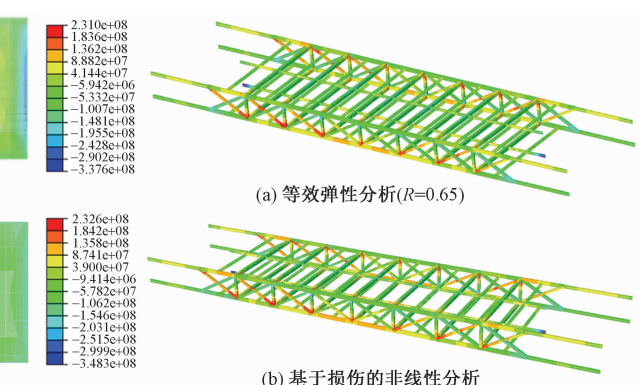 2.310e+08
1.836e+08
1.362e+08
8.882e+07
4.144e+07
−5.942e+06
−5.332e+07
−1.007e+08
−1.481e+08
−1.955e+08
−2.428e+08
−2.902e+08
−3.376e+08
(a) 等效弹性分析(R=0.65)
2.326e+08
1.842e+08
1.358e+08
8.741e+07
3.900e+07
−9.414e+06
−5.782e+07
−1.062e+08
−1.546e+08
−2.031e+08
−2.515e+08
−2.999e+08
−3.483e+08
(b) 基于损伤的非线性分析